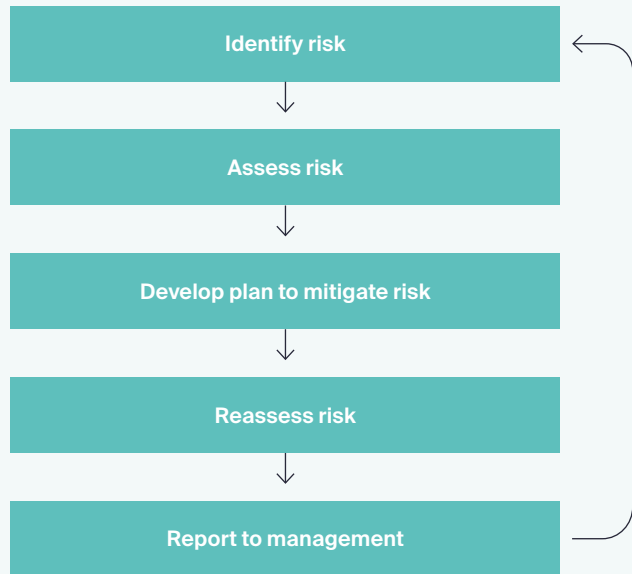 Identify risk
Assess risk
Develop plan to mitigate risk
Reassess risk
Report to management